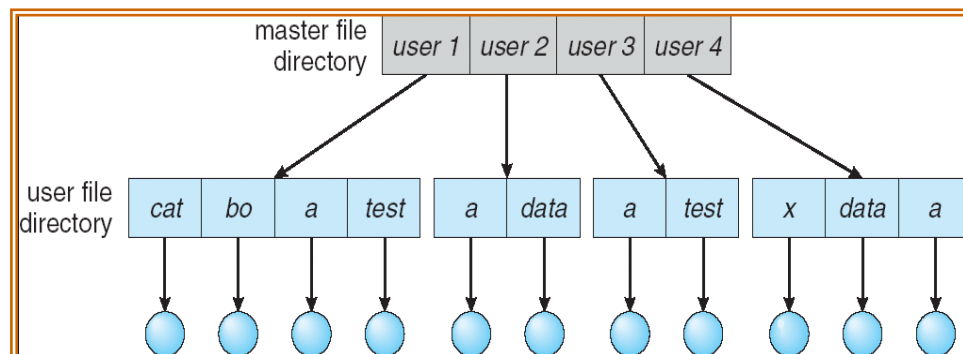 master file
directory
user 1 user 2 user 3 user 4
user file
directory
cat bo a test a data a test x data a